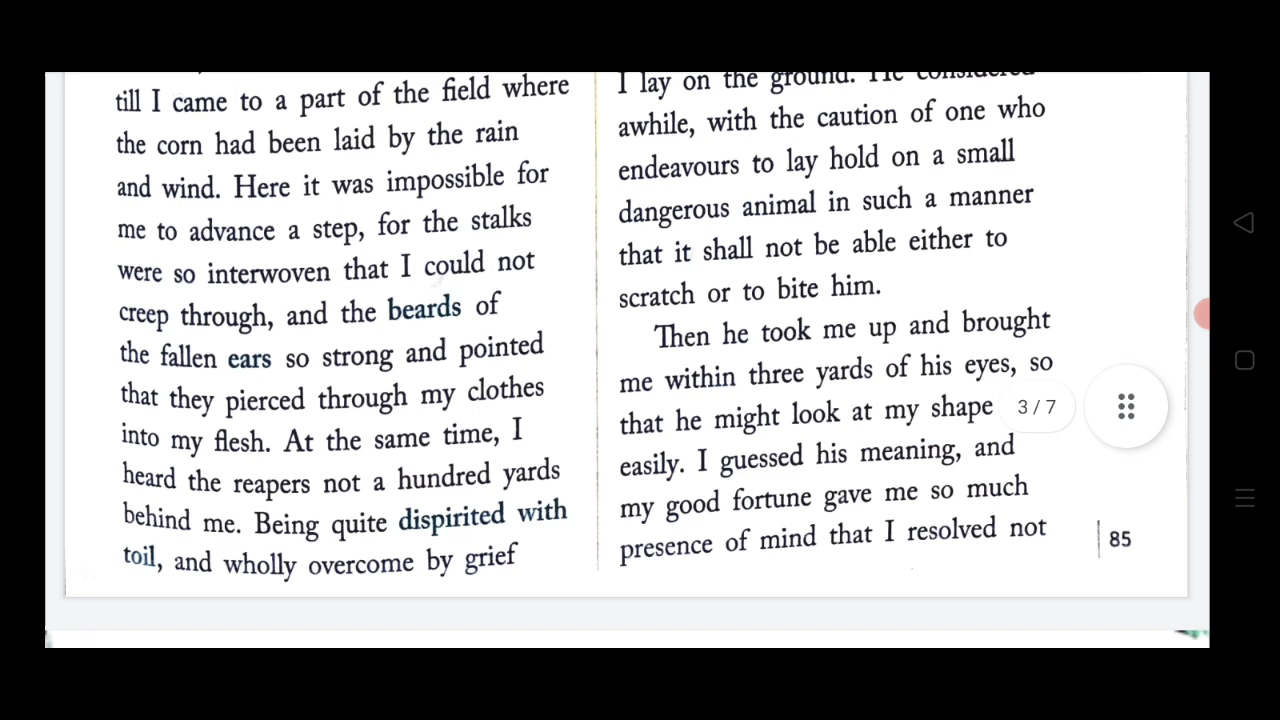 till I came to a part of the field where
the corn had been laid by the rain
and wind. Here it was impossible for
me to advance a step, for the stalks
were so interwoven that I could not
creep through, and the beards of
the fallen ears so strong and pointed
that they pierced through my clothes
into my flesh. At the same time, I
heard the reapers not a hundred yards
behind me. Being quite dispirited with
toil, and wholly overcome by grief
I lay on the ground. He considered
awhile, with the caution of one who
endeavours to lay hold on a small
dangerous animal in such a manner
that it shall not be able either to
scratch or to bite him.
Then he took me up and brought
me within three yards of his eyes, so
that he might look at my shape
easily. I guessed his meaning, and
my good fortune gave me so much
presence of mind that I resolved not
3 / 7
85